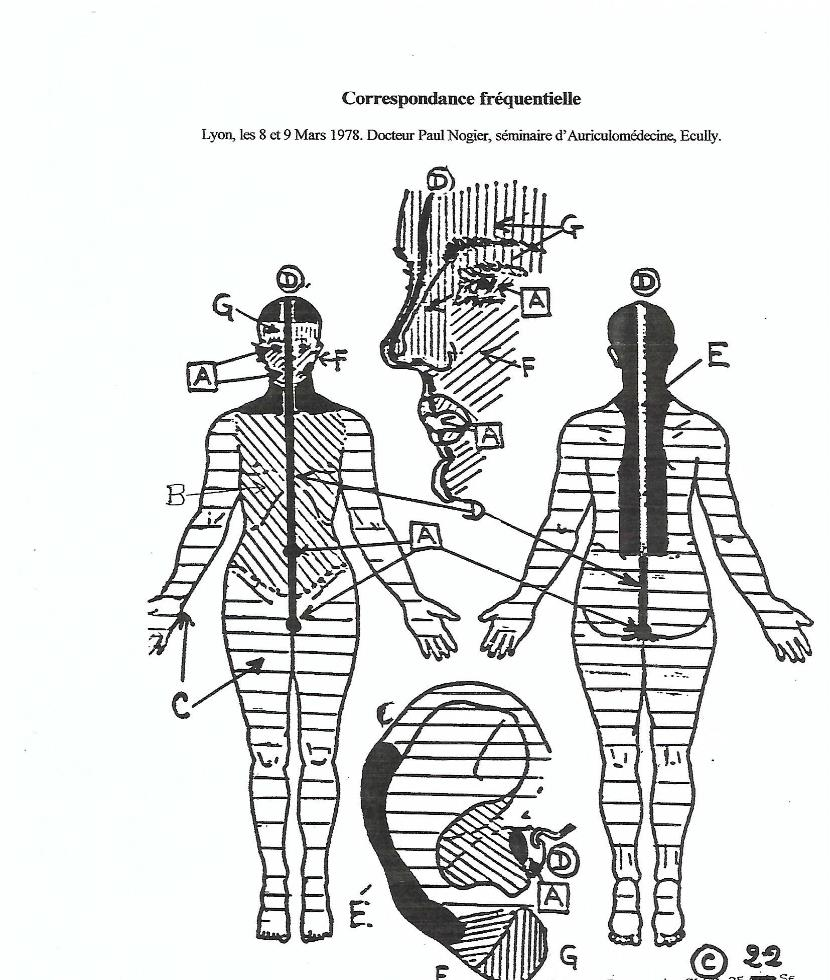 Correspondance fréquentielle
Lyon, les 8 et 9 Mars 1978. Docteur Paul Nogier, séminaire d'Auriculomédecine, Ecully.
D
G
D
D
G
A
A
F
F
E
A
B
A
C
C
D
A
É
G
F
© 22